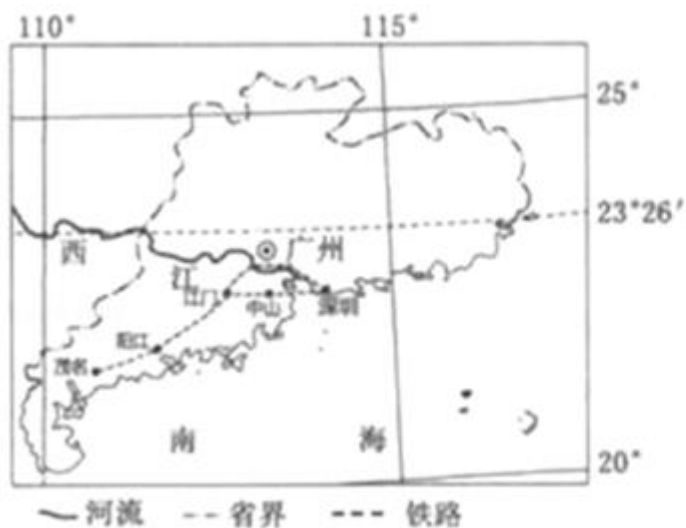 110° 115°
25°
23°26′
广州
西
江
江门 中山 深圳
阳江
茂名
南 海
20°
河流 省界 铁路